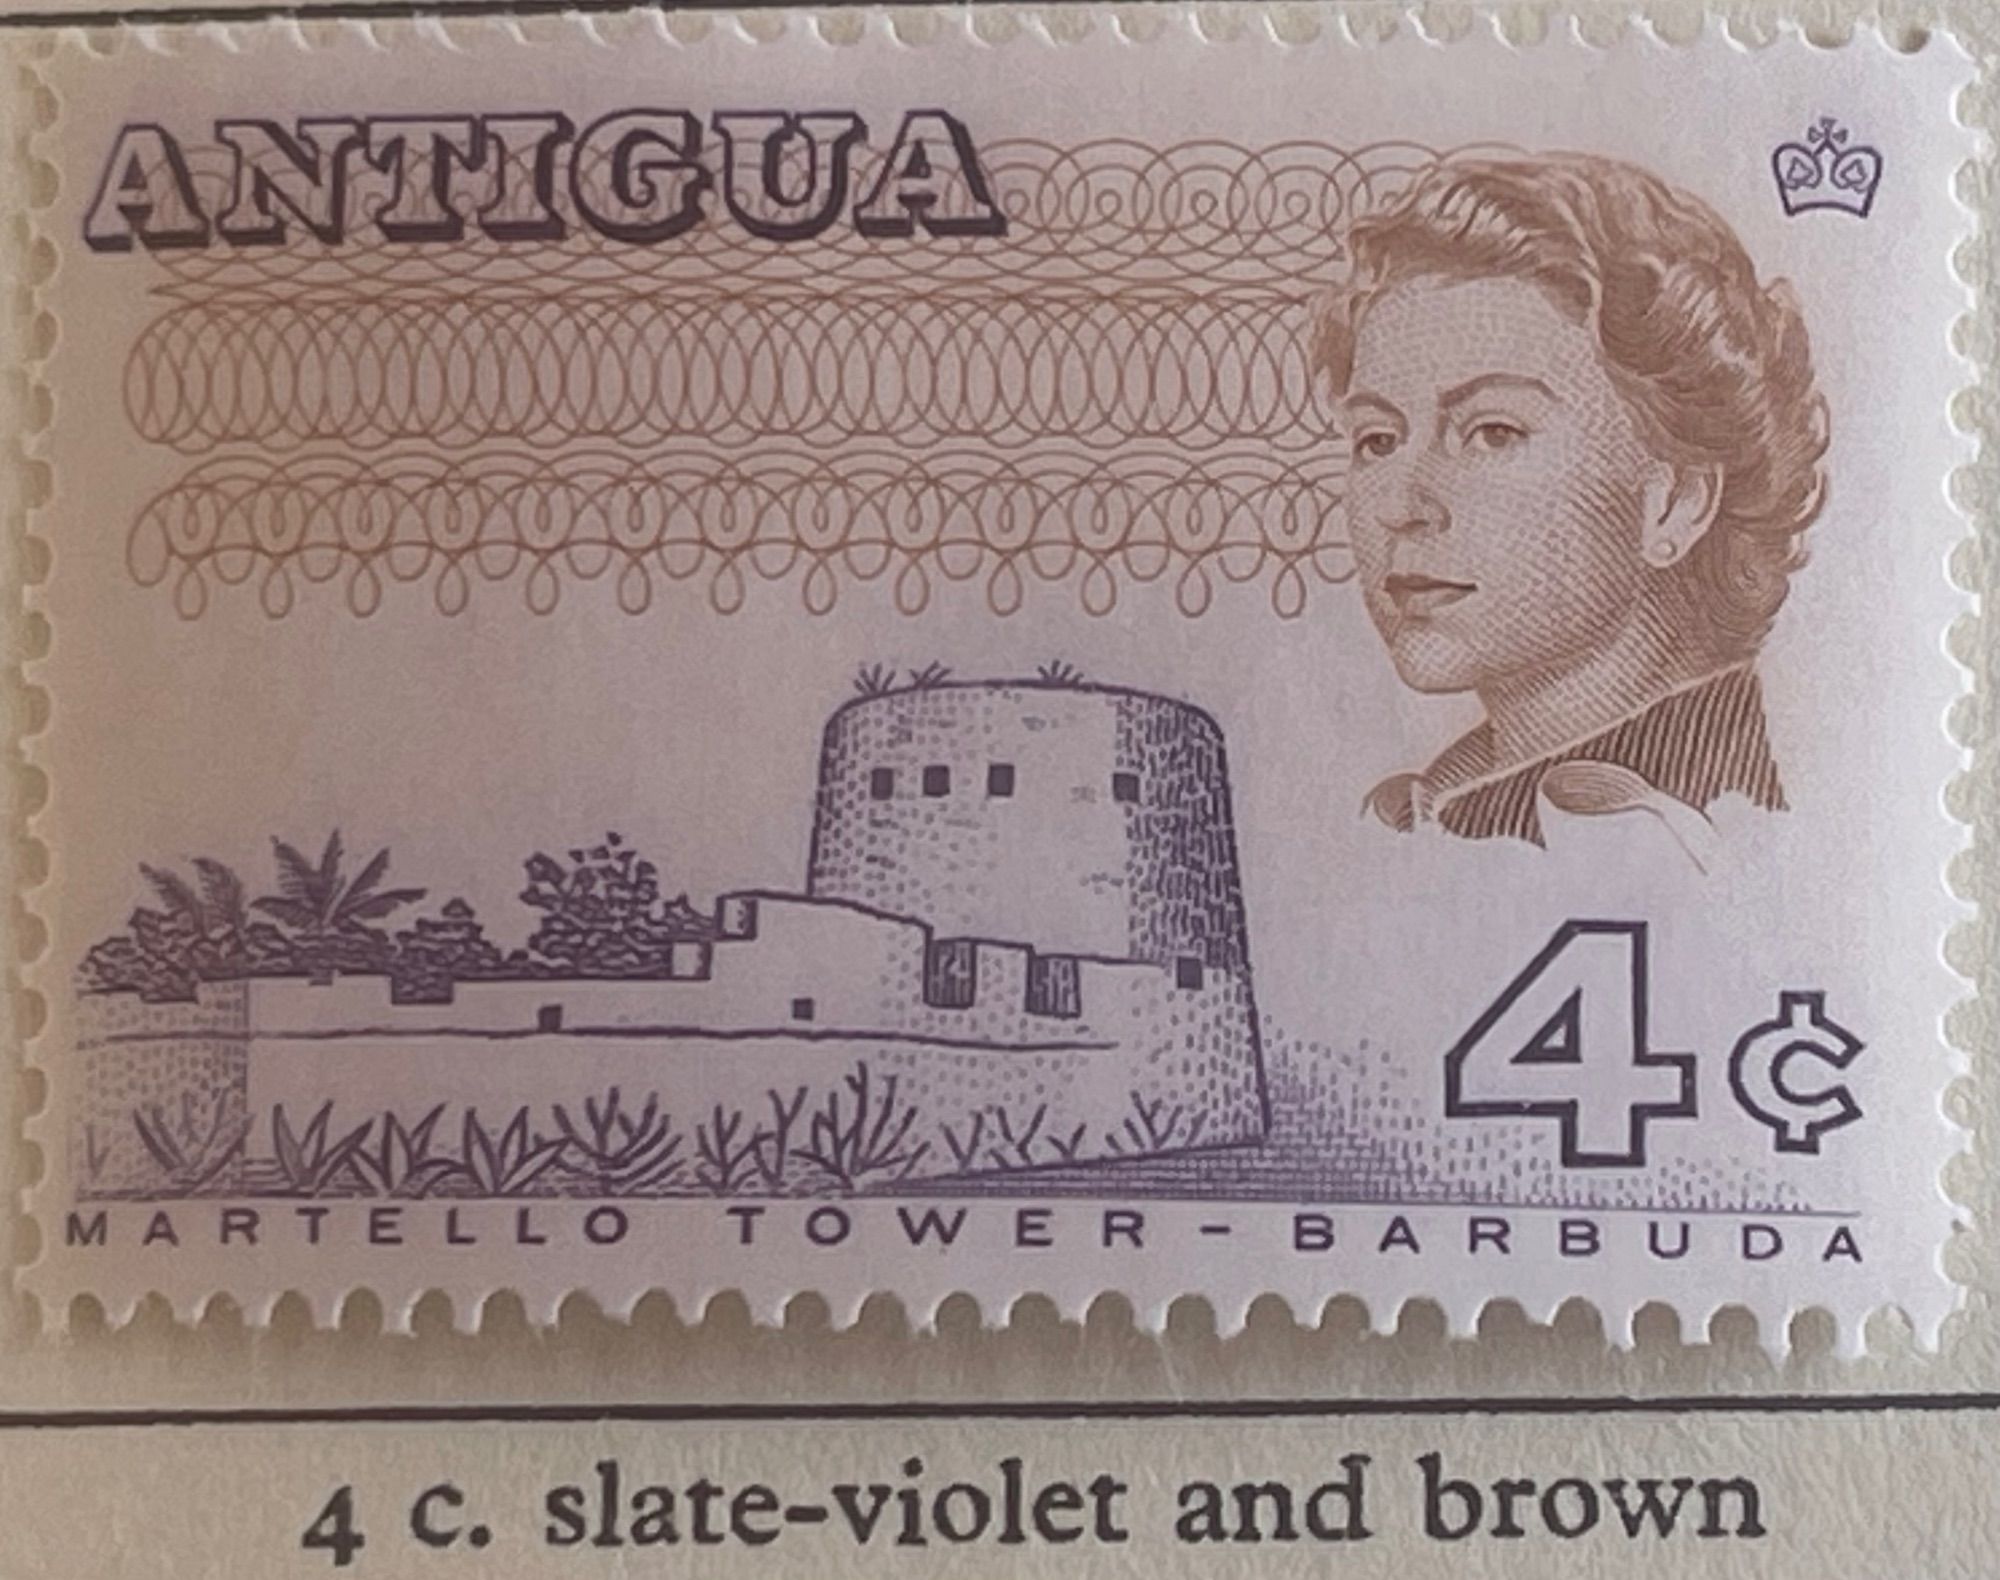 ANTIGUA
4¢
MARTELLO TOWER-BARBUDA
4 c. slate-violet and brown